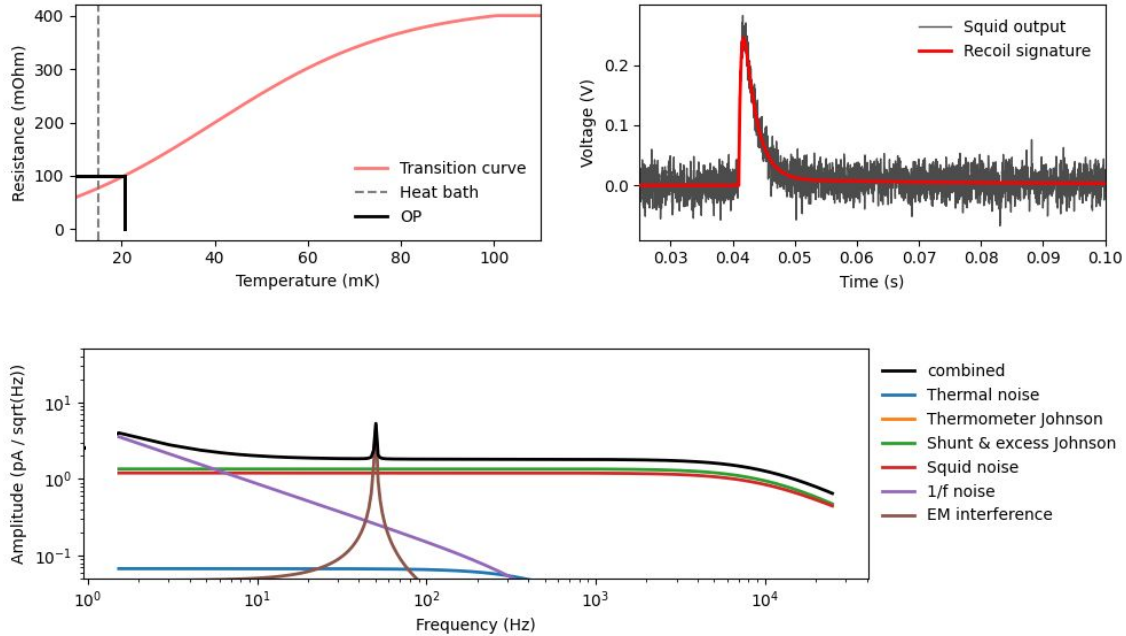 400
300
200
100
0
Resistance (mOhm)
Transition curve
Heat bath
OP
20 40 60 80 100
Temperature (mK)
0.2
0.1
0.0
Voltage (V)
Squid output
Recoil signature
0.03 0.04 0.05 0.06 0.07 0.08 0.09 0.10
Time (s)
10¹
10⁰
10⁻¹
Amplitude (pA / sqrt(Hz))
10⁰ 10¹ 10² 10³ 10⁴
Frequency (Hz)
combined
Thermal noise
Thermometer Johnson
Shunt & excess Johnson
Squid noise
1/f noise
EM interference